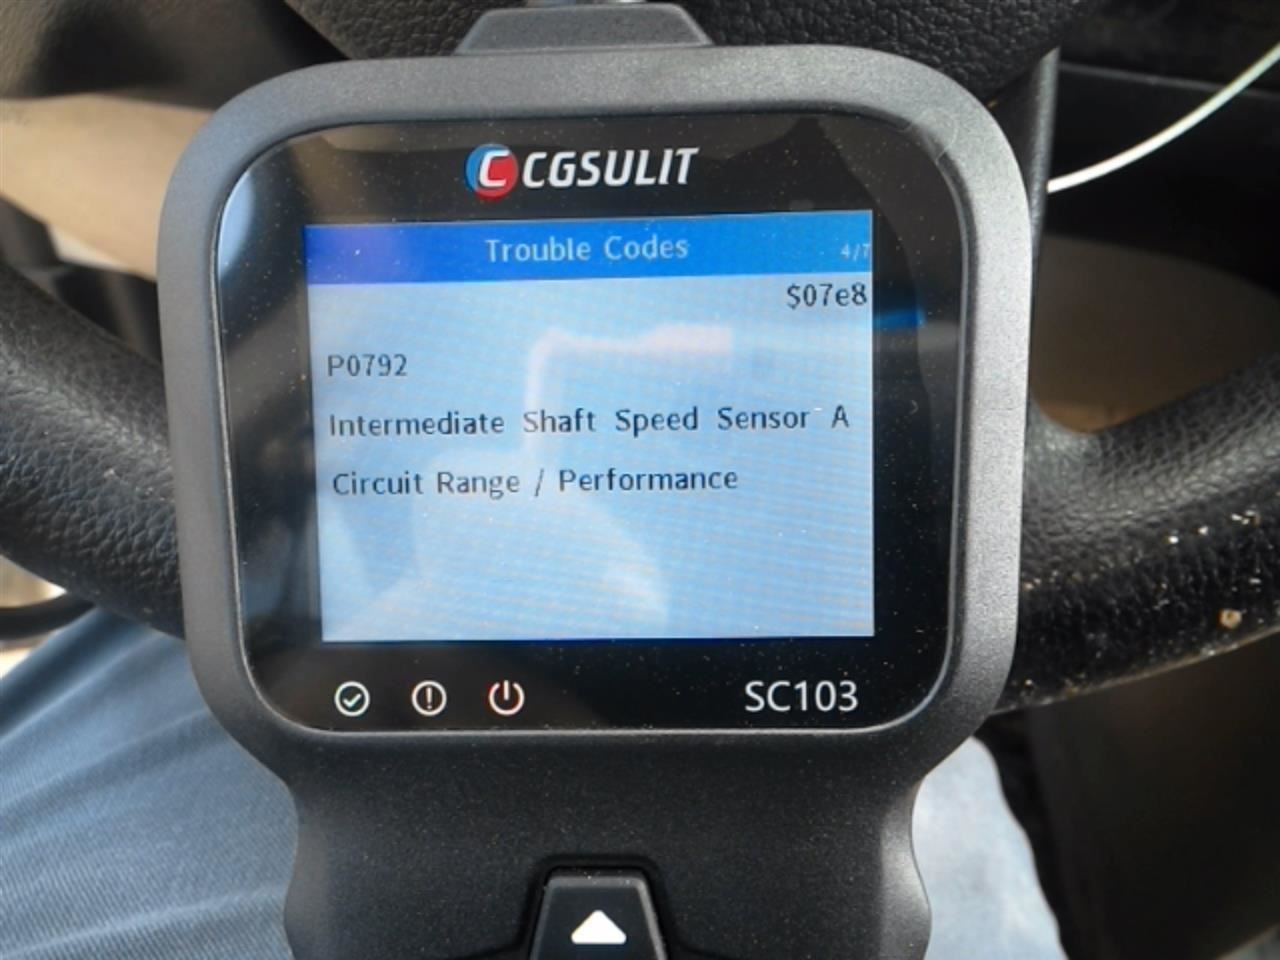 CGSULIT
Trouble Codes 4/7
$07e8
P0792
Intermediate Shaft Speed Sensor A
Circuit Range / Performance
SC103